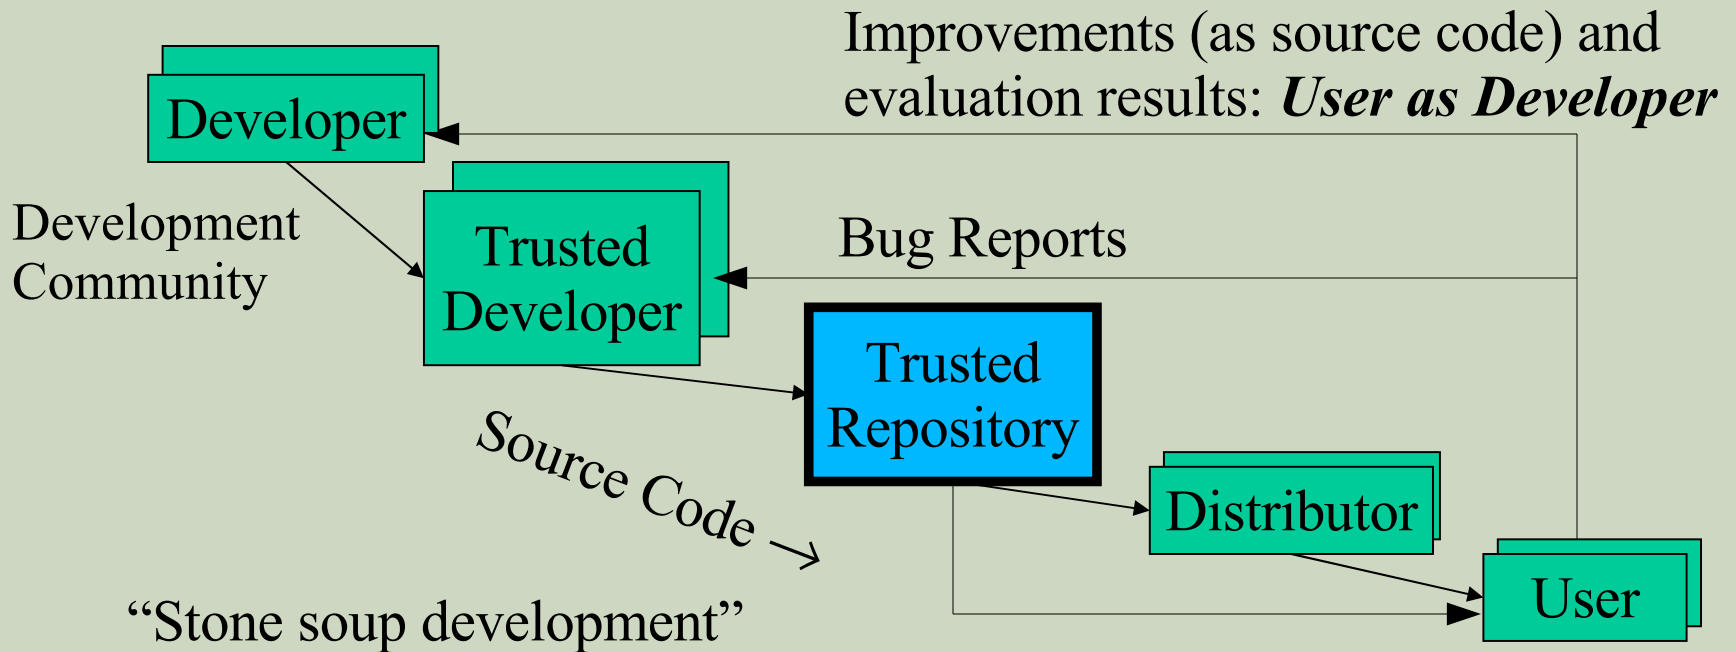 Improvements (as source code) and
evaluation results: User as Developer
Developer
Development
Community
Trusted
Developer
Bug Reports
Trusted
Repository
Source Code →
Distributor
User
“Stone soup development”